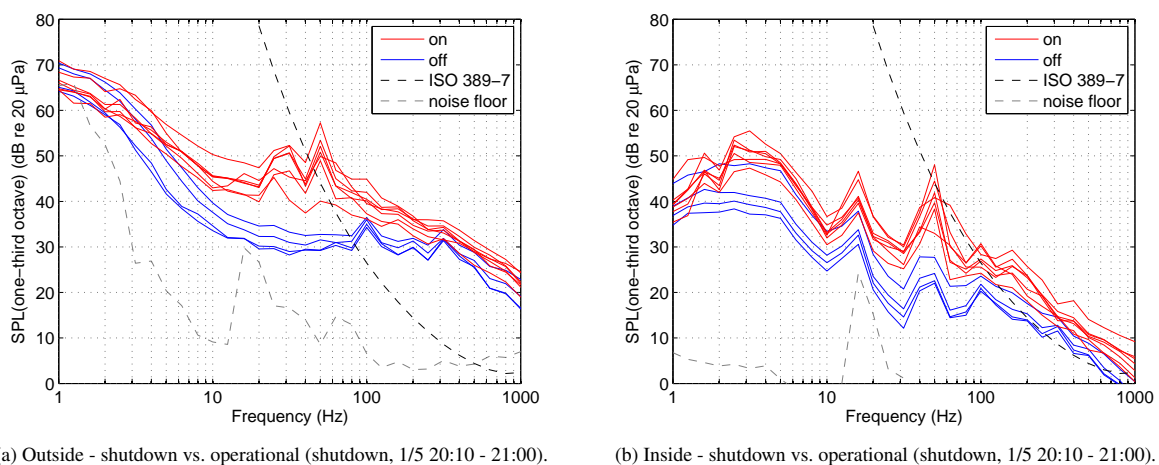 80
70
60
50
40
30
20
10
0
SPL(one−third octave) (dB re 20 μPa)
1
10
100
1000
Frequency (Hz)
on
off
ISO 389−7
noise floor
a) Outside - shutdown vs. operational (shutdown, 1/5 20:10 - 21:00).
80
70
60
50
40
30
20
10
0
SPL(one−third octave) (dB re 20 μPa)
1
10
100
1000
Frequency (Hz)
on
off
ISO 389−7
noise floor
(b) Inside - shutdown vs. operational (shutdown, 1/5 20:10 - 21:00).